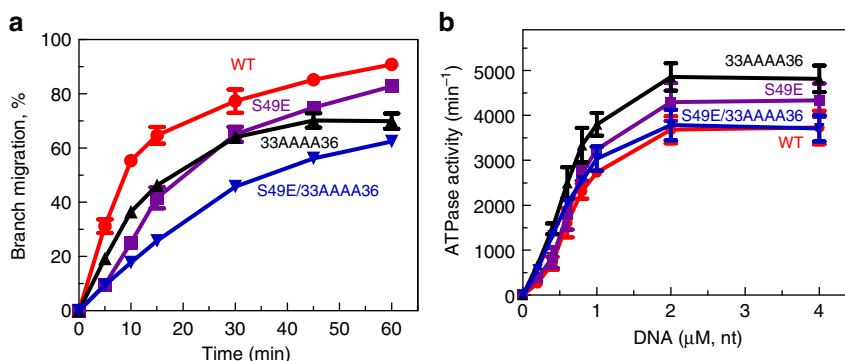 a
100
80
60
40
20
0
Branch migration, %
0 10 20 30 40 50 60
Time (min)
WT
S49E
33AAAA36
S49E/33AAAA36
b
5000
4000
3000
2000
1000
0
ATPase activity (min⁻¹)
0 1 2 3 4
DNA (μM, nt)
33AAAA36
S49E
S49E/33AAAA36
WT